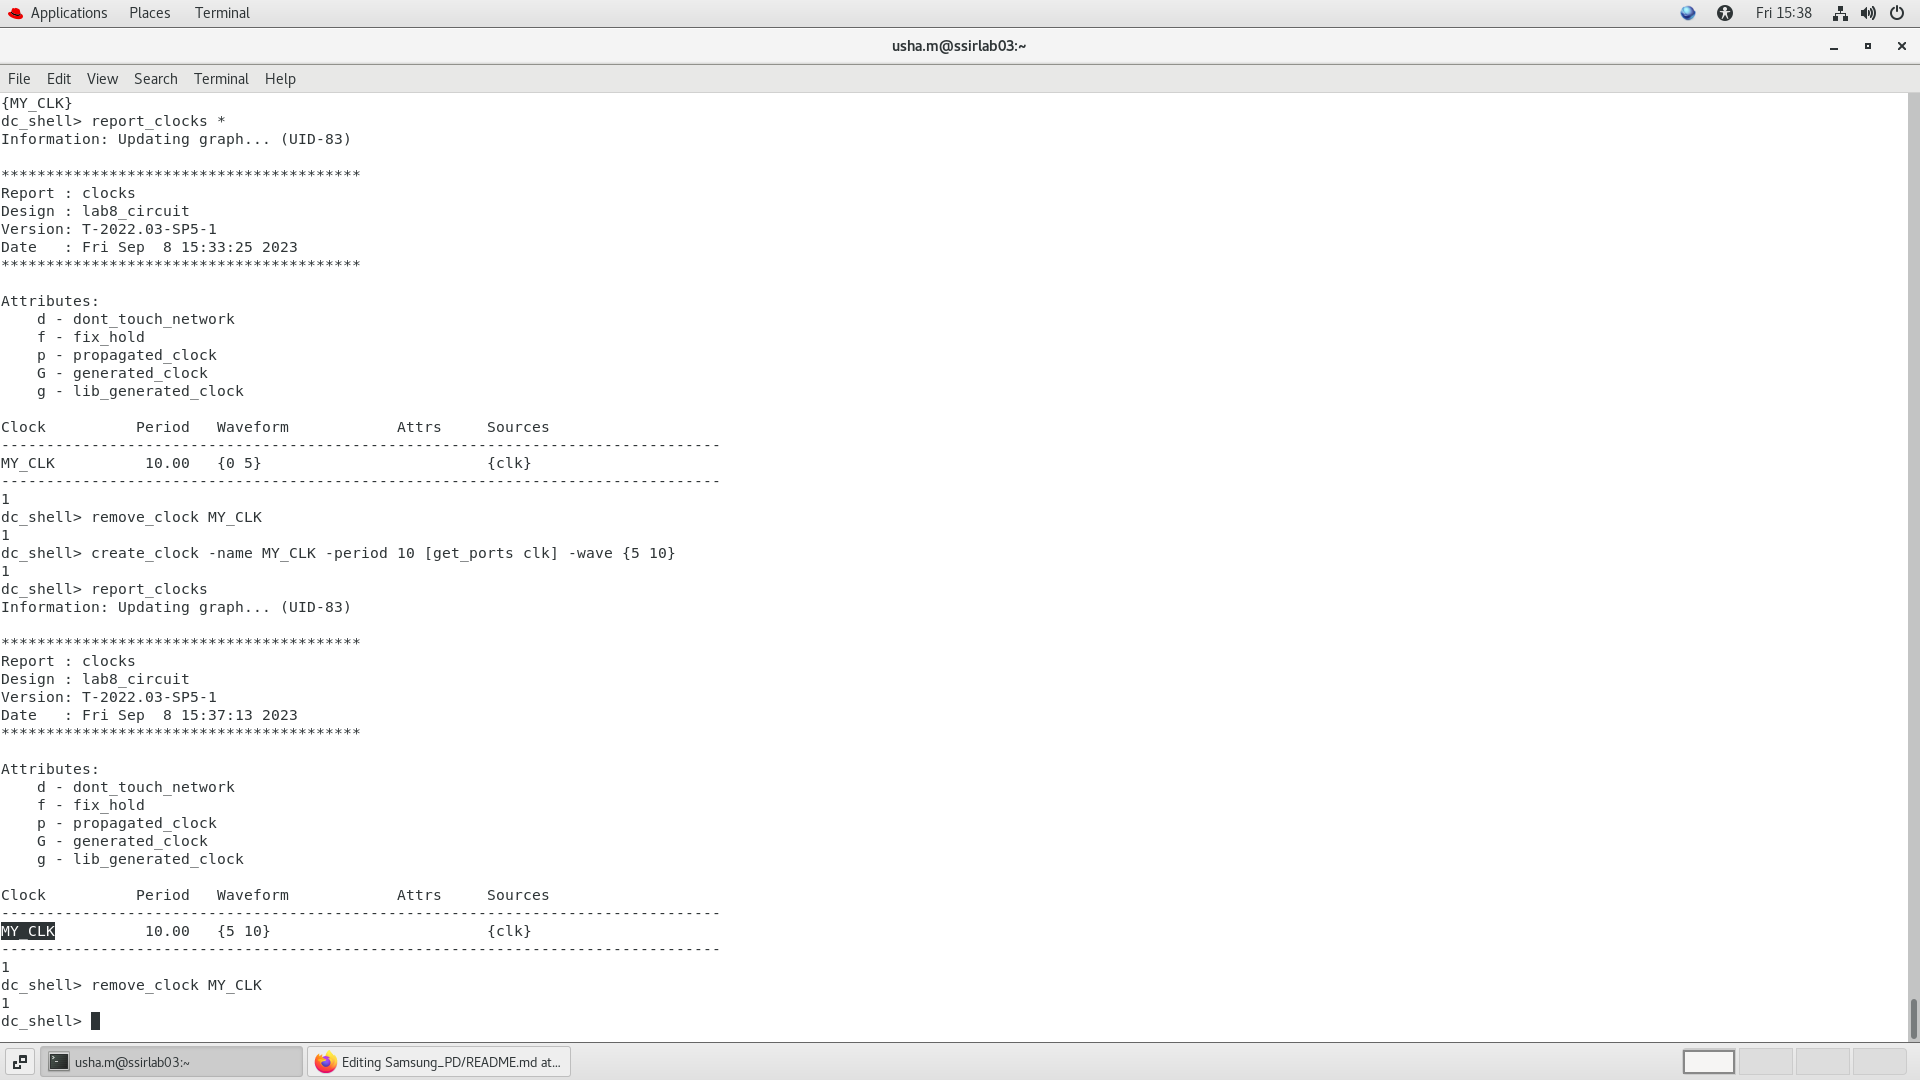 Applications Places Terminal Fri 15:38
usha.m@ssirlab03:~
File Edit View Search Terminal Help
{MY_CLK}
dc_shell> report_clocks *
Information: Updating graph... (UID-83)
****************************************
Report : clocks
Design : lab8_circuit
Version: T-2022.03-SP5-1
Date   : Fri Sep  8 15:33:25 2023
****************************************
Attributes:
    d - dont_touch_network
    f - fix_hold
    p - propagated_clock
    G - generated_clock
    g - lib_generated_clock
Clock          Period   Waveform            Attrs     Sources
--------------------------------------------------------------------------------
MY_CLK          10.00   {0 5}                         {clk}
--------------------------------------------------------------------------------
1
dc_shell> remove_clock MY_CLK
1
dc_shell> create_clock -name MY_CLK -period 10 [get_ports clk] -wave {5 10}
1
dc_shell> report_clocks
Information: Updating graph... (UID-83)
****************************************
Report : clocks
Design : lab8_circuit
Version: T-2022.03-SP5-1
Date   : Fri Sep  8 15:37:13 2023
****************************************
Attributes:
    d - dont_touch_network
    f - fix_hold
    p - propagated_clock
    G - generated_clock
    g - lib_generated_clock
Clock          Period   Waveform            Attrs     Sources
--------------------------------------------------------------------------------
MY_CLK          10.00   {5 10}                        {clk}
--------------------------------------------------------------------------------
1
dc_shell> remove_clock MY_CLK
1
dc_shell>
usha.m@ssirlab03:~ Editing Samsung_PD/README.md at...